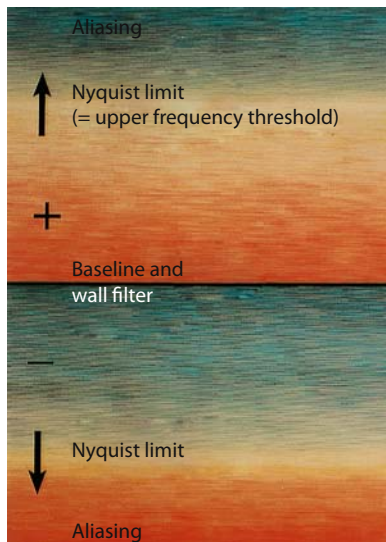 Aliasing
Nyquist limit
(= upper frequency threshold)
+
Baseline and
wall filter
–
Nyquist limit
Aliasing